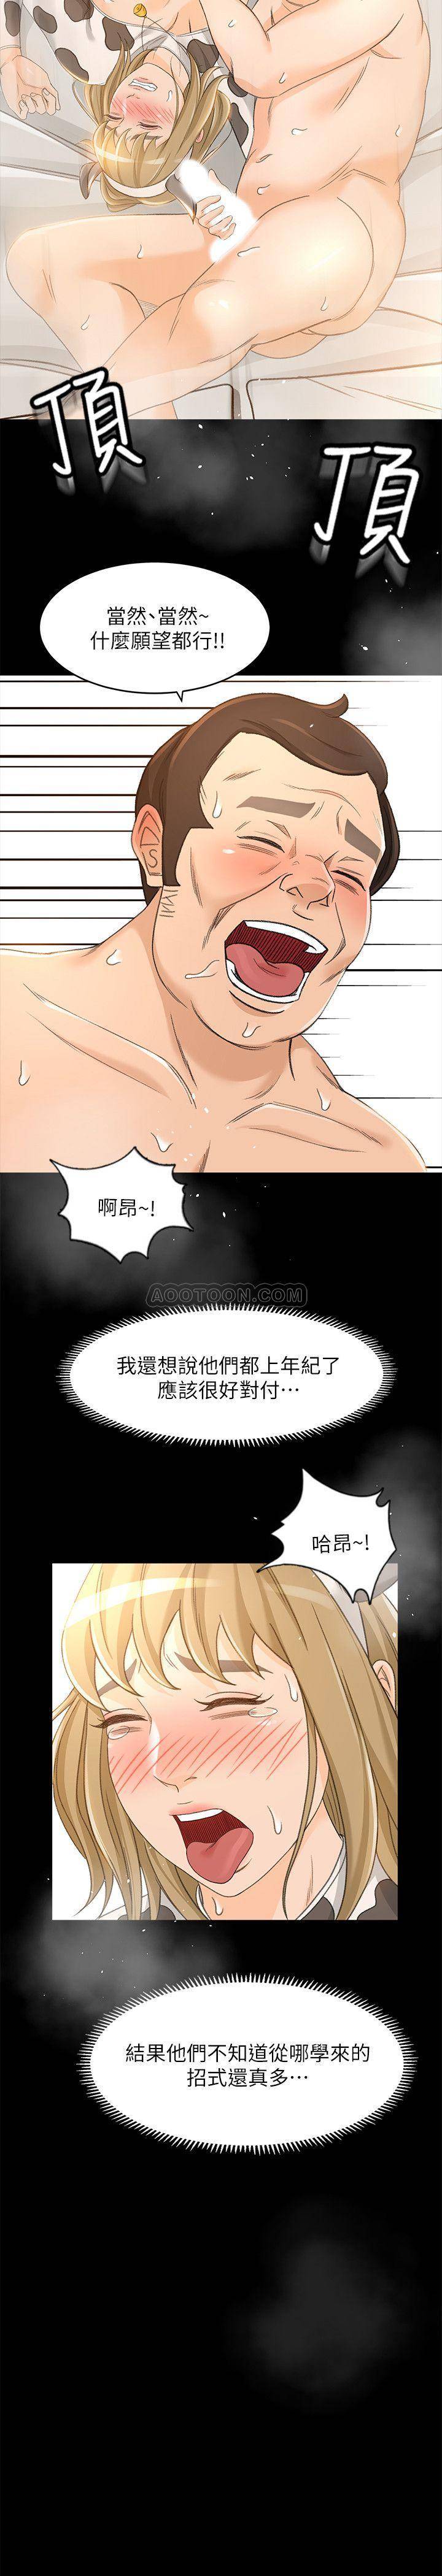 頂
頂
當然、當然~
什麼願望都行!!
啊昂~!
AOOTOON.COM
我還想說他們都上年紀了
應該很好對付…
哈昂~!
結果他們不知道從哪學來的
招式還真多…